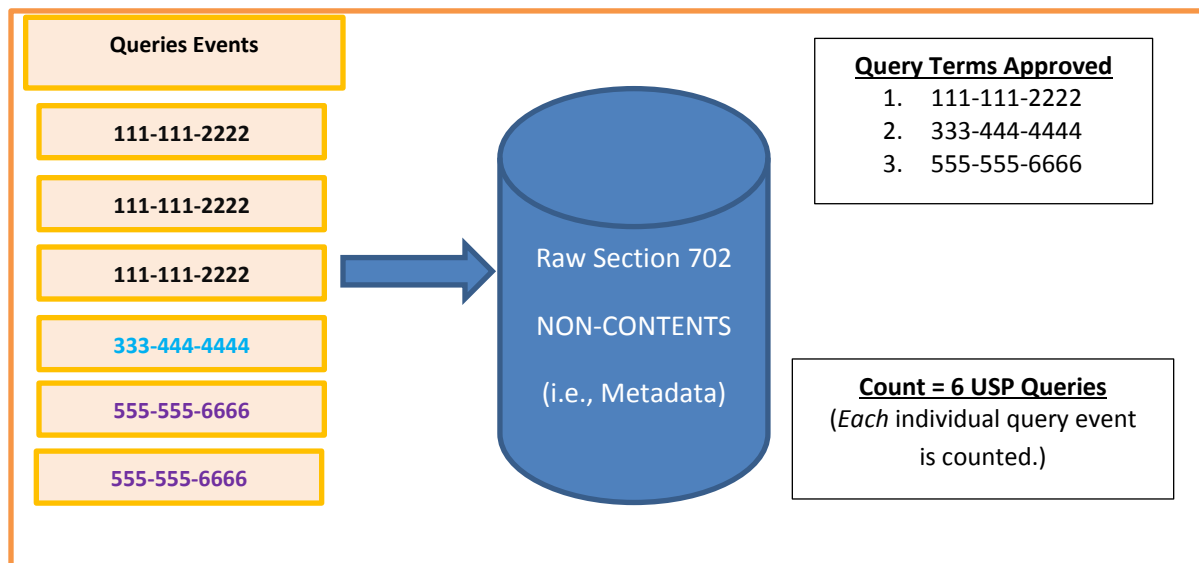 Queries Events
111-111-2222
111-111-2222
111-111-2222
333-444-4444
555-555-6666
555-555-6666
Raw Section 702
NON-CONTENTS
(i.e., Metadata)
Query Terms Approved
1. 111-111-2222
2. 333-444-4444
3. 555-555-6666
Count = 6 USP Queries
(Each individual query event
is counted.)